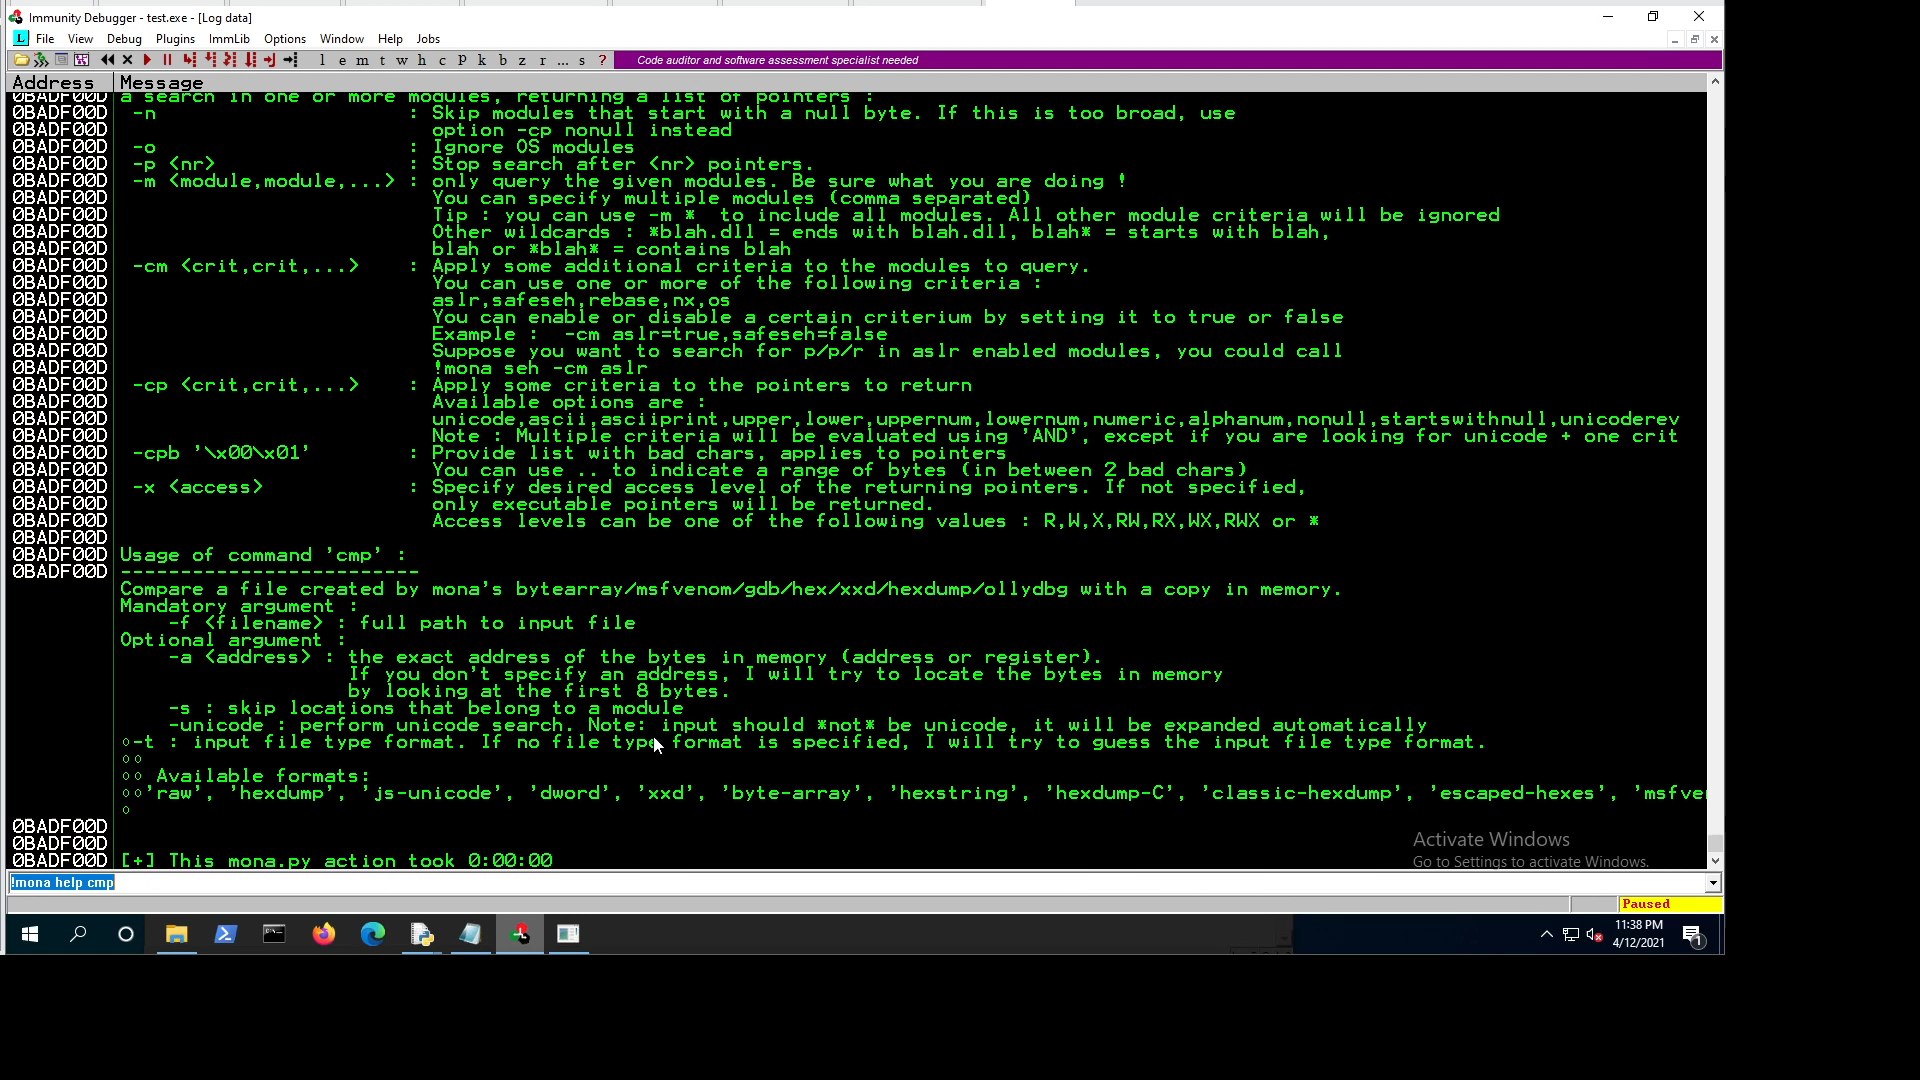 Immunity Debugger - test.exe - [Log data]
File View Debug Plugins ImmLib Options Window Help Jobs
l e m t w h c P k b z r ... s ? Code auditor and software assessment specialist needed
Address Message
0BADF00D a search in one or more modules, returning a list of pointers :
0BADF00D -n : Skip modules that start with a null byte. If this is too broad, use
0BADF00D option -cp nonull instead
0BADF00D -o : Ignore OS modules
0BADF00D -p <nr> : Stop search after <nr> pointers.
0BADF00D -m <module,module,...> : only query the given modules. Be sure what you are doing !
0BADF00D You can specify multiple modules (comma separated)
0BADF00D Tip : you can use -m * to include all modules. All other module criteria will be ignored
0BADF00D Other wildcards : *blah.dll = ends with blah.dll, blah* = starts with blah,
0BADF00D blah or *blah* = contains blah
0BADF00D -cm <crit,crit,...> : Apply some additional criteria to the modules to query.
0BADF00D You can use one or more of the following criteria :
0BADF00D aslr,safeseh,rebase,nx,os
0BADF00D You can enable or disable a certain criterium by setting it to true or false
0BADF00D Example : -cm aslr=true,safeseh=false
0BADF00D Suppose you want to search for p/p/r in aslr enabled modules, you could call
0BADF00D !mona seh -cm aslr
0BADF00D -cp <crit,crit,...> : Apply some criteria to the pointers to return
0BADF00D Available options are :
0BADF00D unicode,ascii,asciiprint,upper,lower,uppernum,lowernum,numeric,alphanum,nonull,startswithnull,unicoderev
0BADF00D Note : Multiple criteria will be evaluated using 'AND', except if you are looking for unicode + one crit
0BADF00D -cpb '\x00\x01' : Provide list with bad chars, applies to pointers
0BADF00D You can use .. to indicate a range of bytes (in between 2 bad chars)
0BADF00D -x <access> : Specify desired access level of the returning pointers. If not specified,
0BADF00D only executable pointers will be returned.
0BADF00D Access levels can be one of the following values : R,W,X,RW,RX,WX,RWX or *
0BADF00D
0BADF00D Usage of command 'cmp' :
0BADF00D -------------------------
Compare a file created by mona's bytearray/msfvenom/gdb/hex/xxd/hexdump/ollydbg with a copy in memory.
Mandatory argument :
-f <filename> : full path to input file
Optional argument :
-a <address> : the exact address of the bytes in memory (address or register).
If you don't specify an address, I will try to locate the bytes in memory
by looking at the first 8 bytes.
-s : skip locations that belong to a module
-unicode : perform unicode search. Note: input should *not* be unicode, it will be expanded automatically
-t : input file type format. If no file type format is specified, I will try to guess the input file type format.
Available formats:
'raw', 'hexdump', 'js-unicode', 'dword', 'xxd', 'byte-array', 'hexstring', 'hexdump-C', 'classic-hexdump', 'escaped-hexes', 'msfve
0BADF00D
0BADF00D
0BADF00D [+] This mona.py action took 0:00:00
Activate Windows
Go to Settings to activate Windows.
!mona help cmp
Paused
11:38 PM
4/12/2021
1